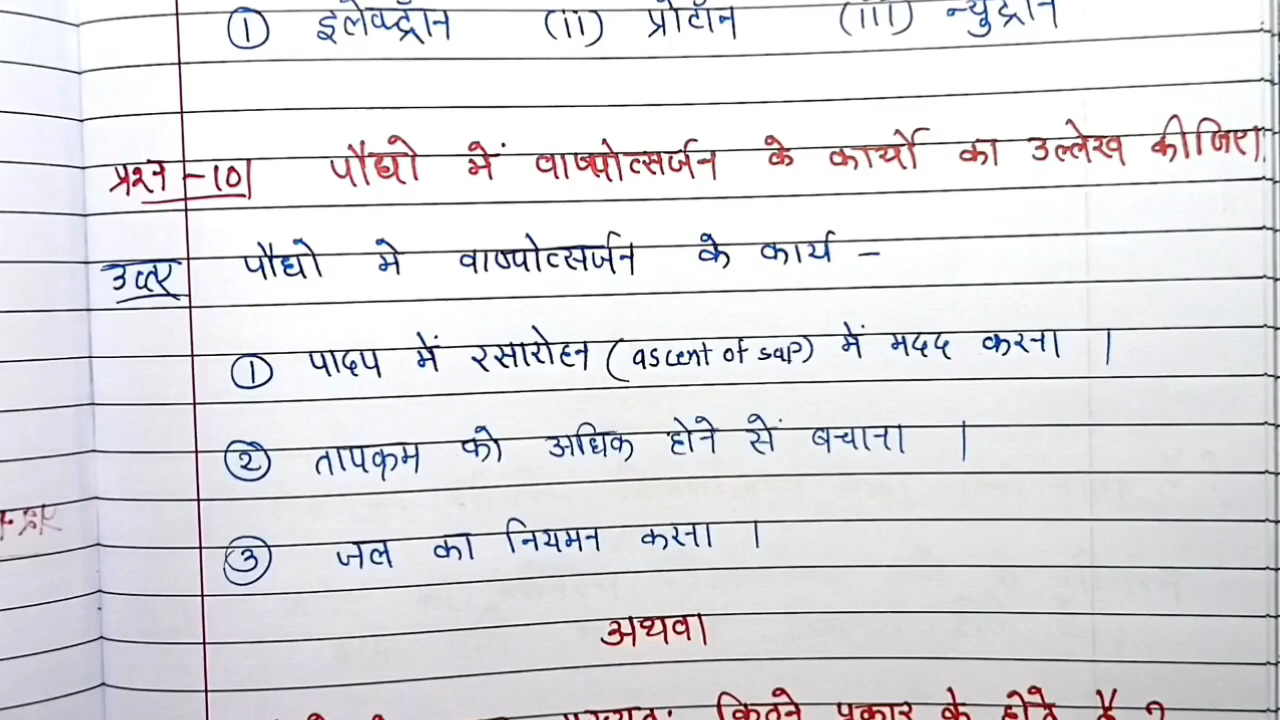 ① इलेक्ट्रॉन (ii) प्रोटॉन (iii) न्युट्रॉन
प्रश्न -10 पौधो में वाष्पोत्सर्जन के कार्यो का उल्लेख कीजिए।
उत्तर पौधो मे वाष्पोत्सर्जन के कार्य -
① पादप में रसारोहन (ascent of sap) में मदद करना ।
② तापक्रम को अधिक होने सें बचाना ।
③ जल का नियमन करना ।
अथवा
कितने प्रकार के होते है ?